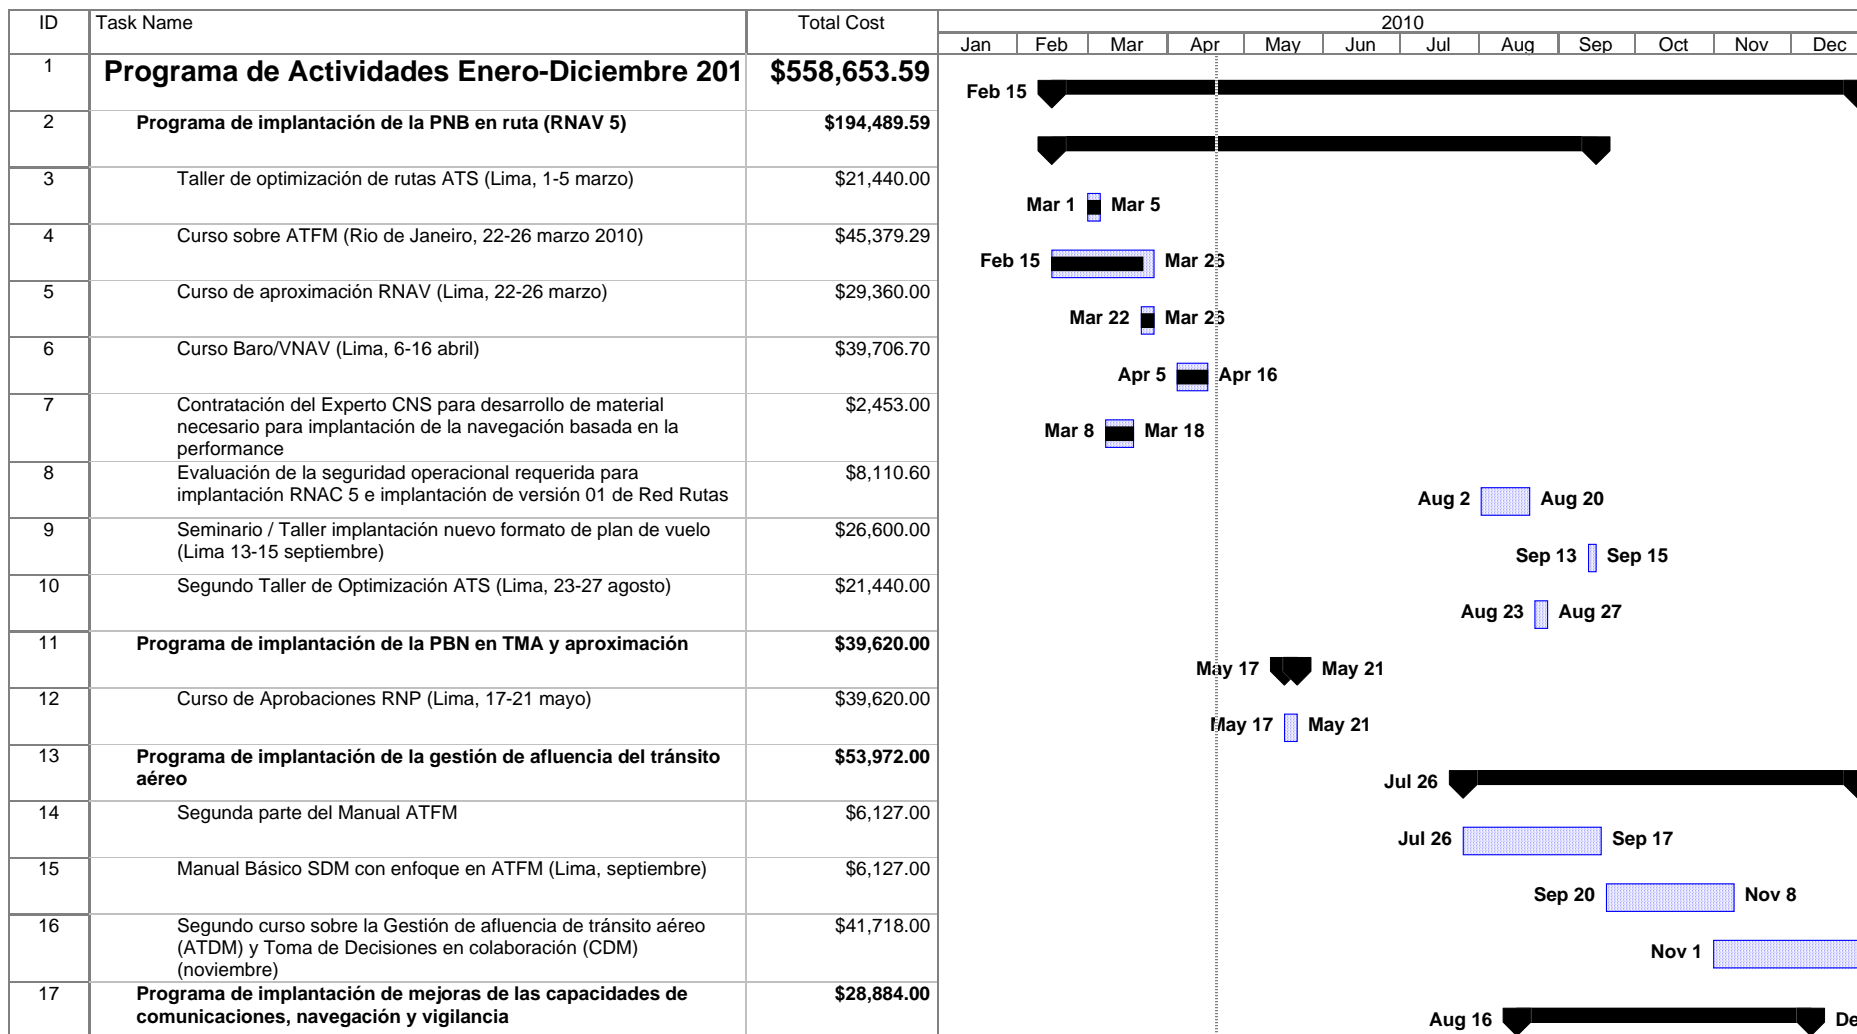 ID Task Name Total Cost 2010
Jan Feb Mar Apr May Jun Jul Aug Sep Oct Nov Dec
1 Programa de Actividades Enero-Diciembre 201 $558,653.59
Feb 15
2 Programa de implantación de la PNB en ruta (RNAV 5) $194,489.59
3 Taller de optimización de rutas ATS (Lima, 1-5 marzo) $21,440.00
Mar 1 Mar 5
4 Curso sobre ATFM (Rio de Janeiro, 22-26 marzo 2010) $45,379.29
Feb 15 Mar 26
5 Curso de aproximación RNAV (Lima, 22-26 marzo) $29,360.00
Mar 22 Mar 26
6 Curso Baro/VNAV (Lima, 6-16 abril) $39,706.70
Apr 5 Apr 16
7 Contratación del Experto CNS para desarrollo de material $2,453.00
necesario para implantación de la navegación basada en la
performance
Mar 8 Mar 18
8 Evaluación de la seguridad operacional requerida para $8,110.60
implantación RNAC 5 e implantación de versión 01 de Red Rutas
Aug 2 Aug 20
9 Seminario / Taller implantación nuevo formato de plan de vuelo $26,600.00
(Lima 13-15 septiembre)
Sep 13 Sep 15
10 Segundo Taller de Optimización ATS (Lima, 23-27 agosto) $21,440.00
Aug 23 Aug 27
11 Programa de implantación de la PBN en TMA y aproximación $39,620.00
May 17 May 21
12 Curso de Aprobaciones RNP (Lima, 17-21 mayo) $39,620.00
May 17 May 21
13 Programa de implantación de la gestión de afluencia del tránsito $53,972.00
aéreo
Jul 26
14 Segunda parte del Manual ATFM $6,127.00
Jul 26 Sep 17
15 Manual Básico SDM con enfoque en ATFM (Lima, septiembre) $6,127.00
Sep 20 Nov 8
16 Segundo curso sobre la Gestión de afluencia de tránsito aéreo $41,718.00
(ATDM) y Toma de Decisiones en colaboración (CDM)
(noviembre)
Nov 1
17 Programa de implantación de mejoras de las capacidades de $28,884.00
comunicaciones, navegación y vigilancia
Aug 16 De